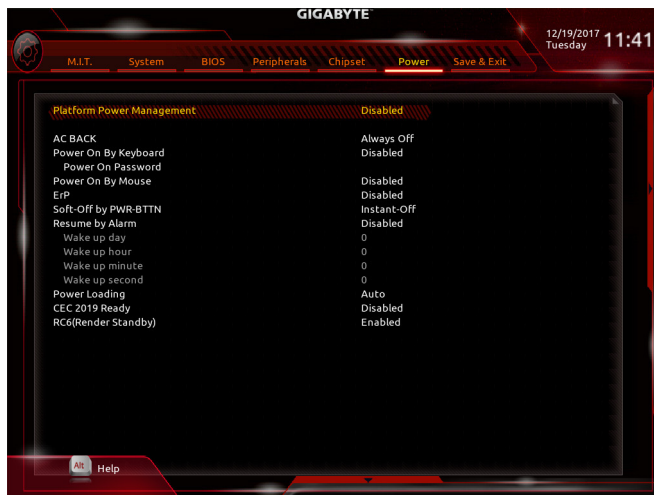 GIGABYTE
12/19/2017 11:41
Tuesday
M.I.T. System BIOS Peripherals Chipset Power Save & Exit
Platform Power Management Disabled
AC BACK Always Off
Power On By Keyboard Disabled
Power On Password
Power On By Mouse Disabled
ErP Disabled
Soft-Off by PWR-BTTN Instant-Off
Resume by Alarm Disabled
Wake up day 0
Wake up hour 0
Wake up minute 0
Wake up second 0
Power Loading Auto
CEC 2019 Ready Disabled
RC6(Render Standby) Enabled
Alt Help